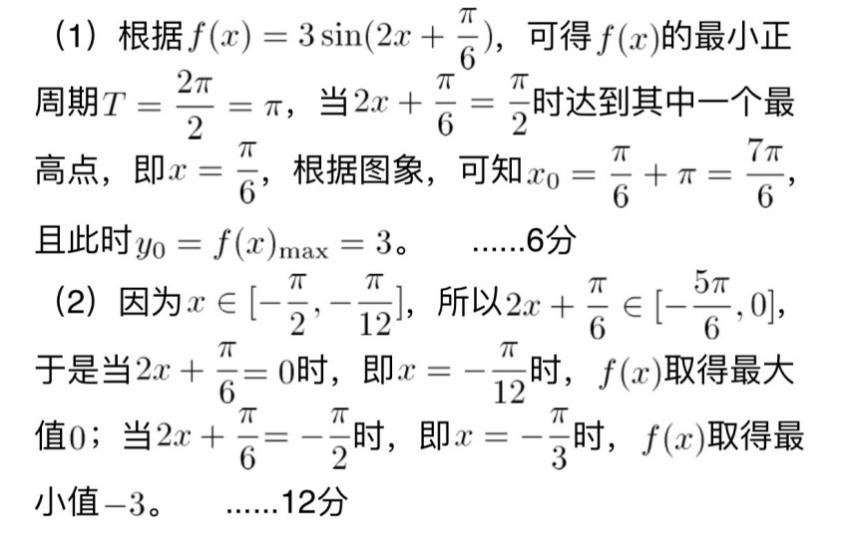 (1) 根据f(x) = 3 sin(2x + π/6)，可得f(x)的最小正
周期T = 2π/2 = π，当2x + π/6 = π/2时达到其中一个最
高点，即x = π/6，根据图象，可知x₀ = π/6 + π = 7π/6，
且此时y₀ = f(x)max = 3。 ......6分
(2) 因为x ∈ [−π/2, −π/12]，所以2x + π/6 ∈ [−5π/6, 0]，
于是当2x + π/6 = 0时，即x = −π/12时，f(x)取得最大
值0；当2x + π/6 = −π/2时，即x = −π/3时，f(x)取得最
小值−3。 ......12分